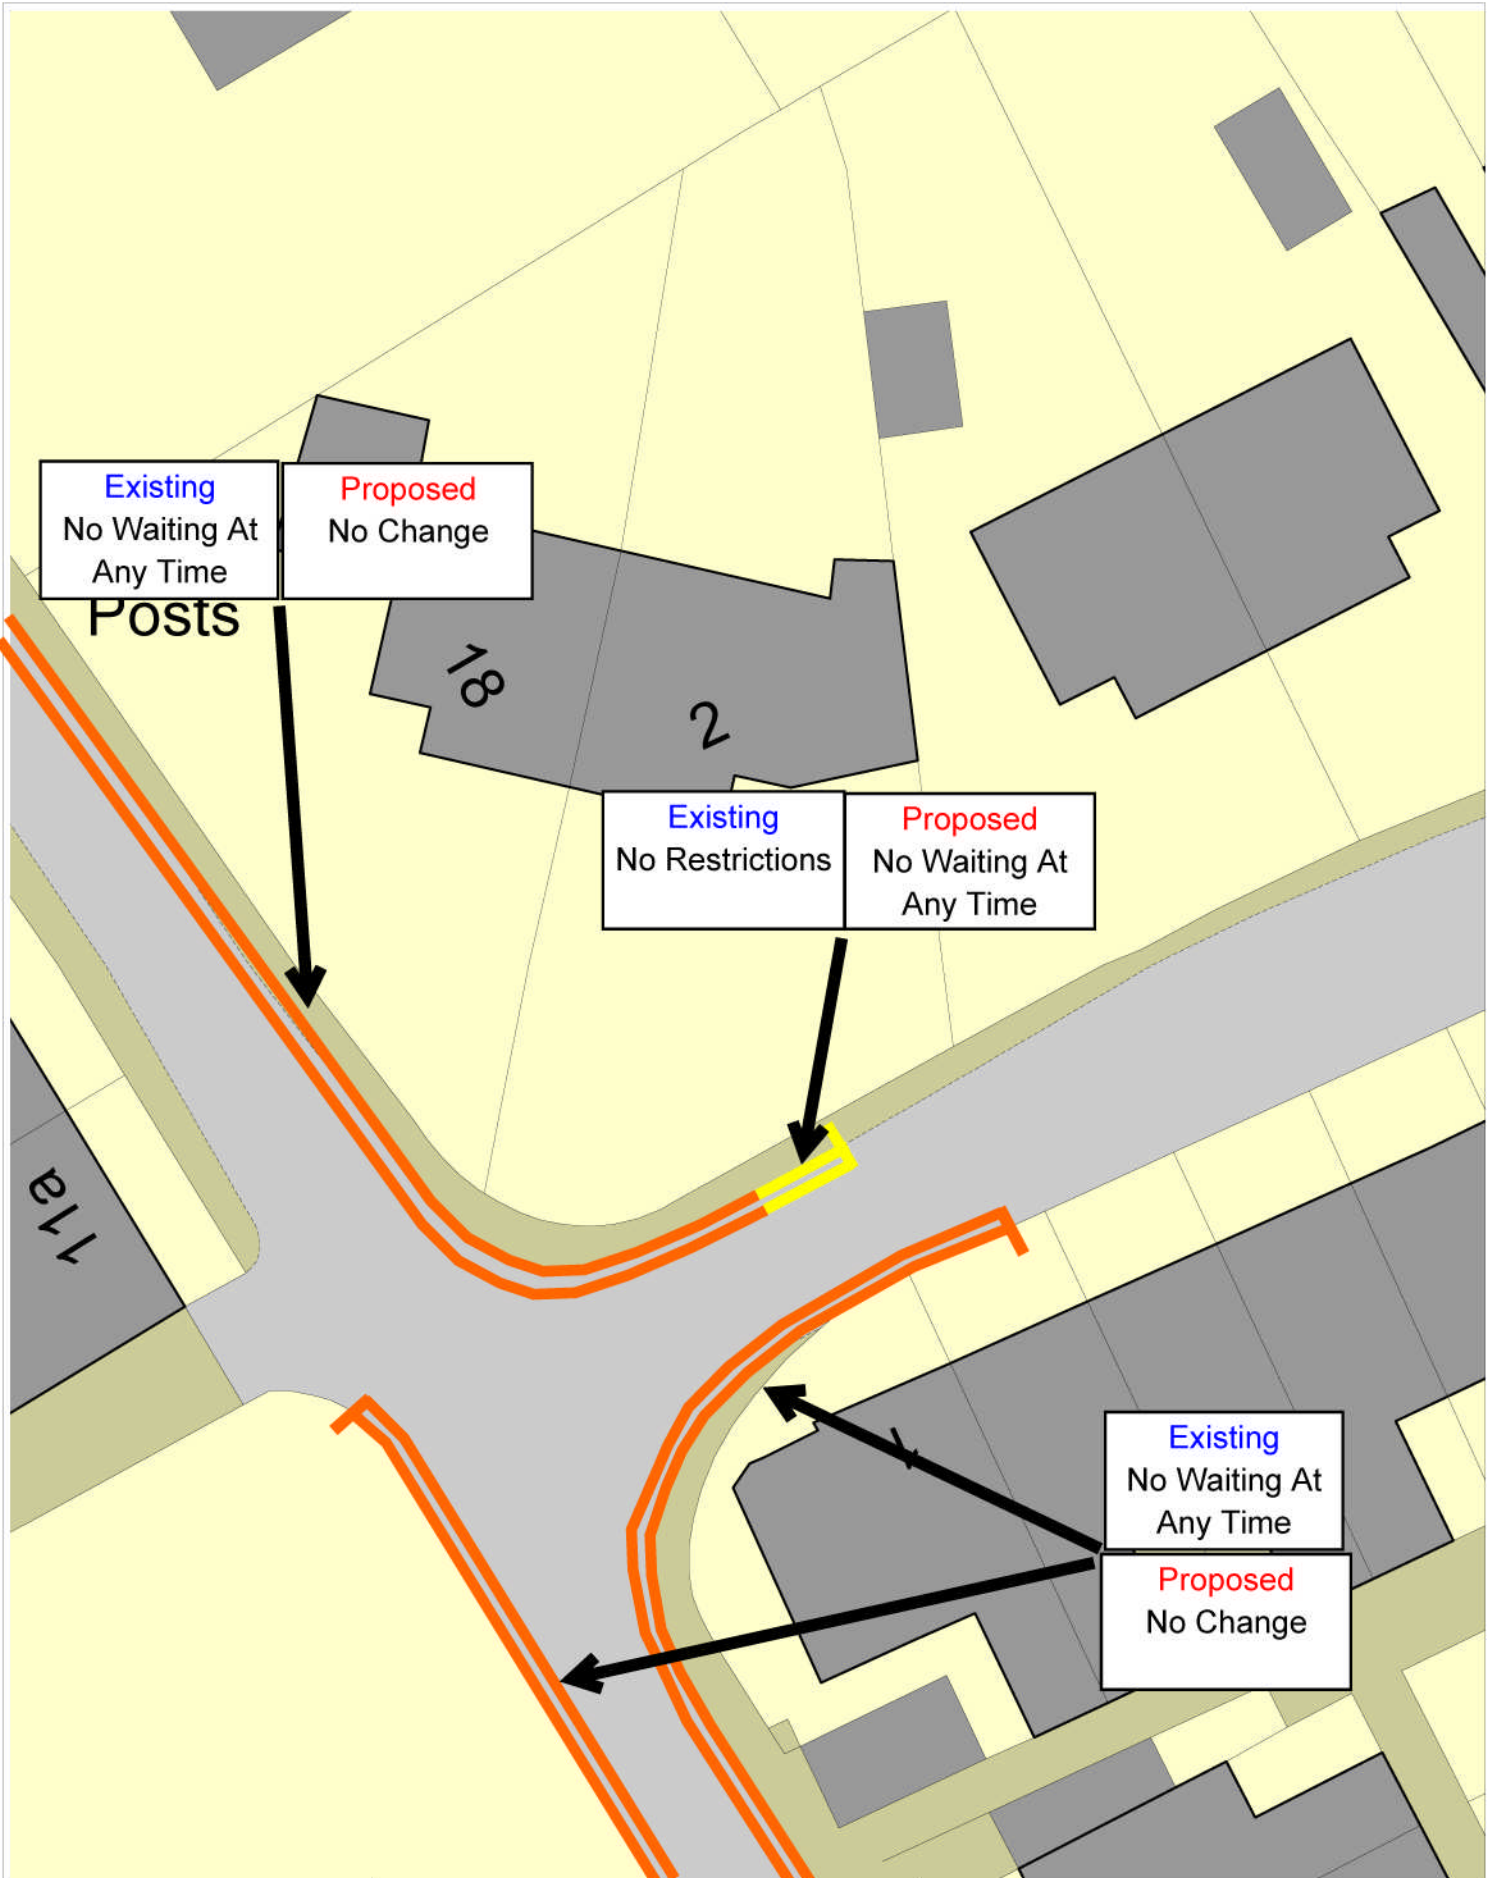 Existing
No Waiting At
Any Time
Proposed
No Change
Posts
18
2
Existing
No Restrictions
Proposed
No Waiting At
Any Time
11a
Existing
No Waiting At
Any Time
Proposed
No Change